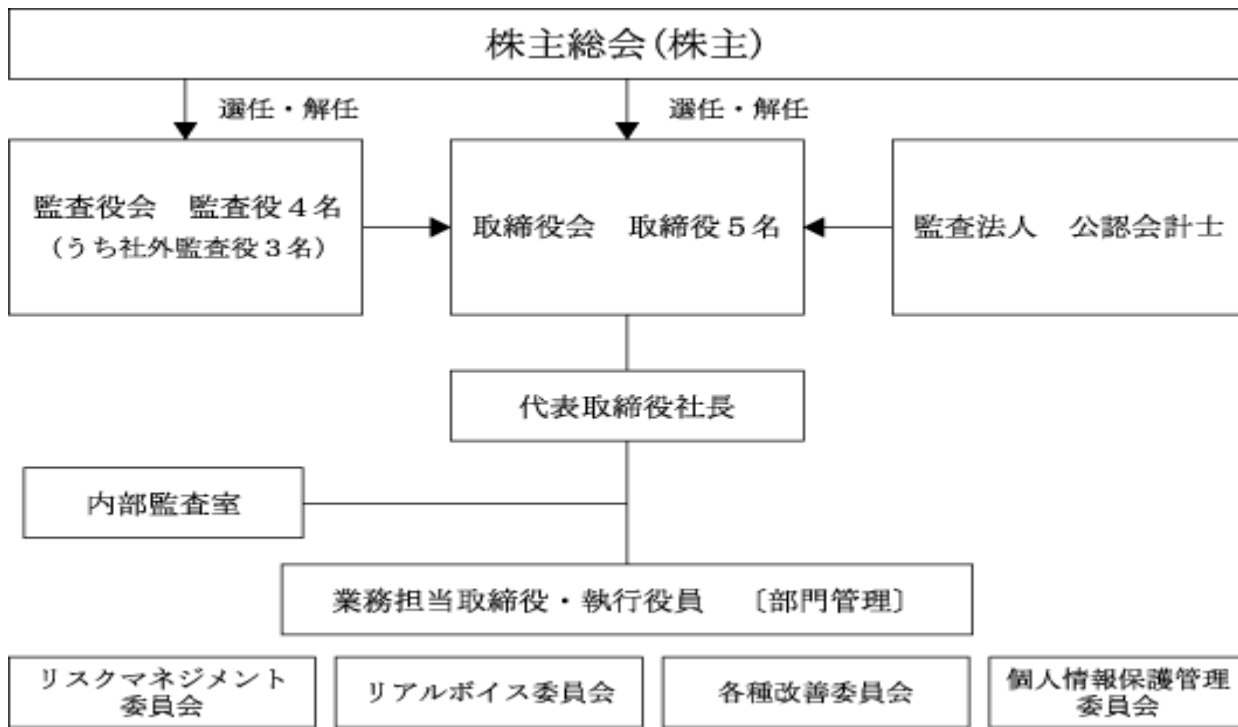 株主総会(株主)
選任・解任
選任・解任
監査役会　監査役４名
（うち社外監査役３名）
取締役会　取締役５名
監査法人　公認会計士
代表取締役社長
内部監査室
業務担当取締役・執行役員　〔部門管理〕
リスクマネジメント
委員会
リアルボイス委員会
各種改善委員会
個人情報保護管理
委員会